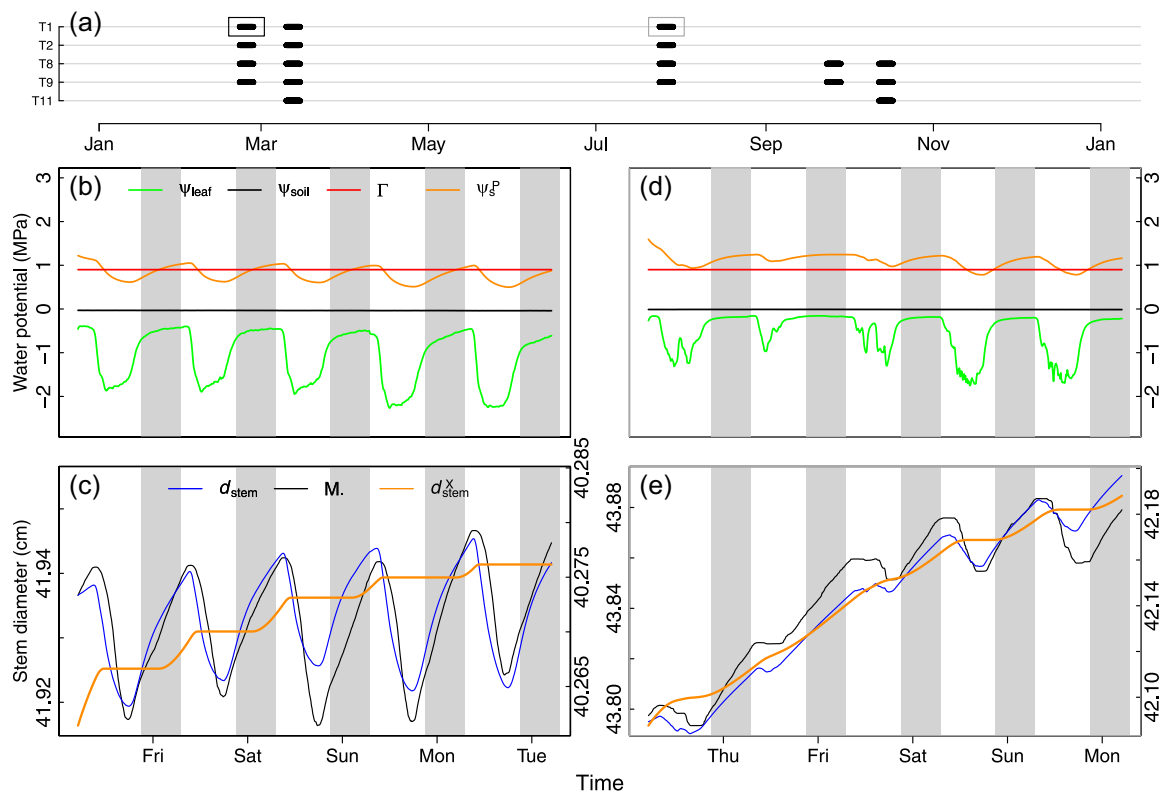 (a)
T1
T2
T8
T9
T11
Jan Mar May Jul Sep Nov Jan
(b) ψleaf ψsoil Γ ψsP
(d)
Water potential (MPa)
3
2
1
0
−1
−2
3
2
1
0
−1
−2
(c) dstem M. dXstem
(e)
Stem diameter (cm)
41.94
41.92
40.285
40.275
40.265
43.88
43.84
43.80
42.18
42.14
42.10
Fri Sat Sun Mon Tue
Thu Fri Sat Sun Mon
Time